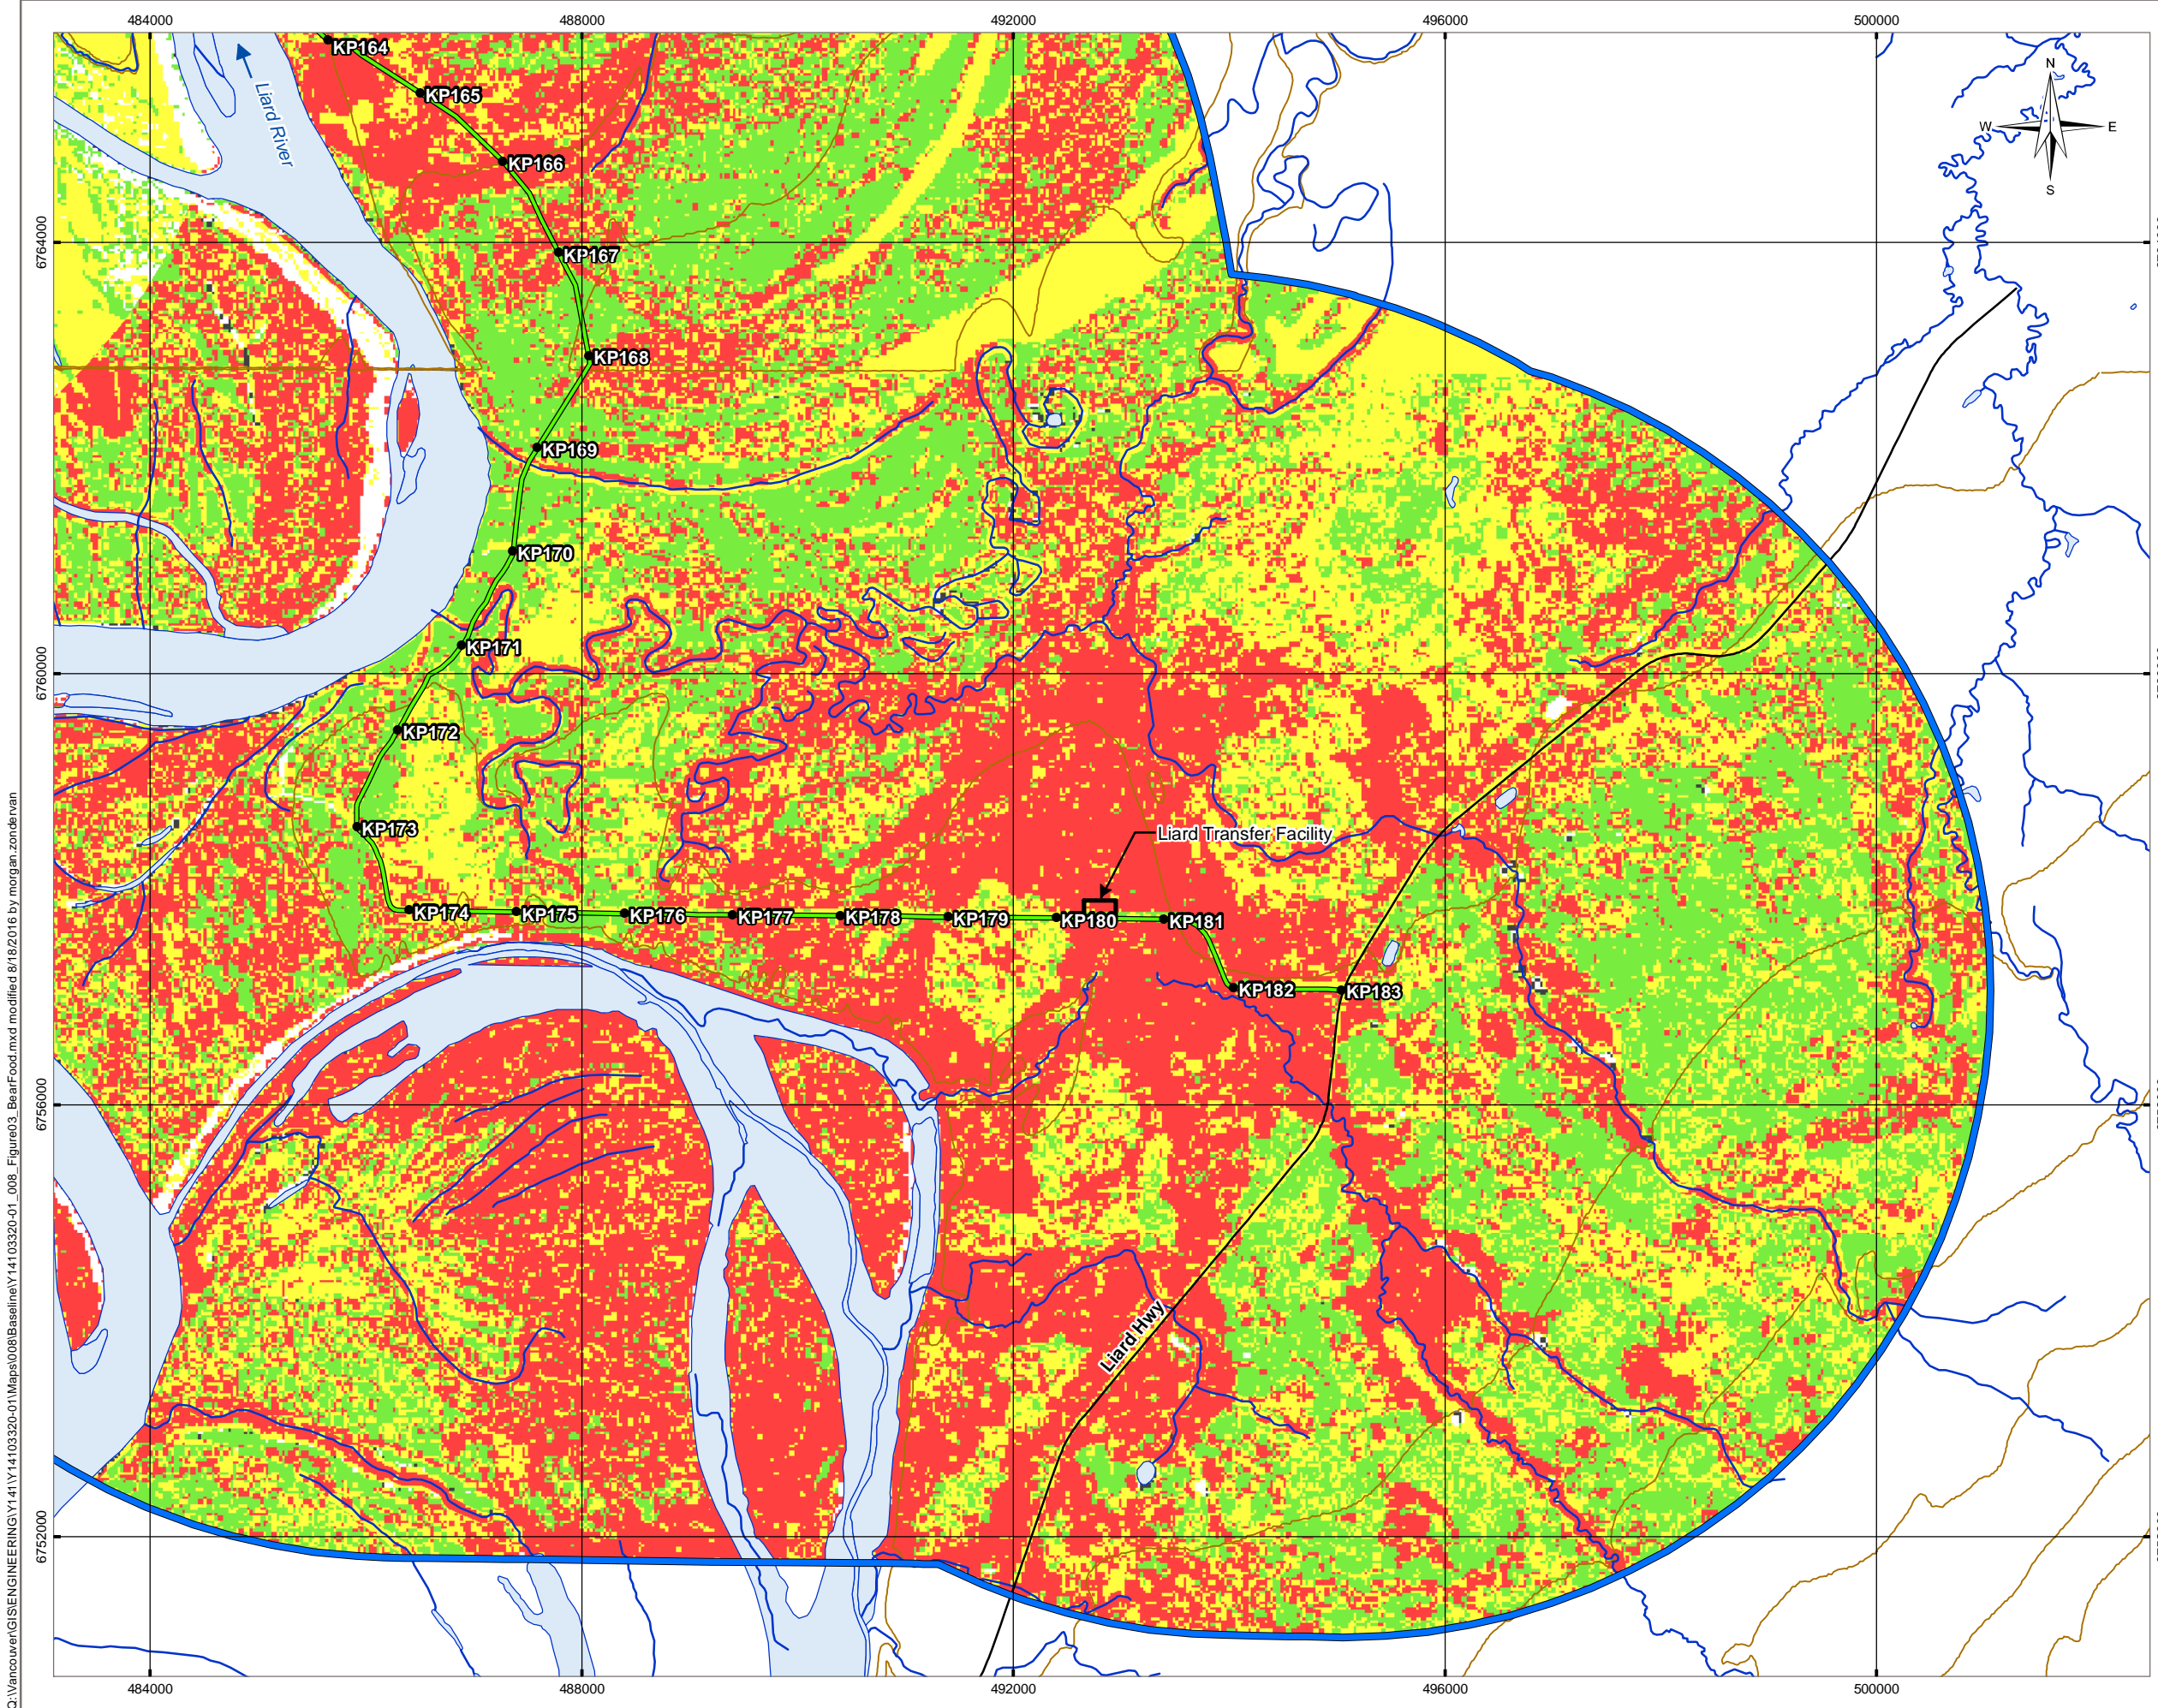 484000
488000
492000
496000
500000
N
W
E
S
Liard River
KP164
KP165
KP166
KP167
KP168
KP169
KP170
KP171
KP172
KP173
KP174
KP175
KP176
KP177
KP178
KP179
KP180
KP181
KP182
KP183
Liard Transfer Facility
Liard Hwy
6764000
6760000
6756000
6752000
484000
488000
492000
496000
500000
Q:\Vancouver\GIS\ENGINEERING\Y141\Y14103320-01\Maps\008\Baseline\Y14103320-01_008_Figure03_BearFood.mxd modified 8/18/2016 by morgan.zondervan